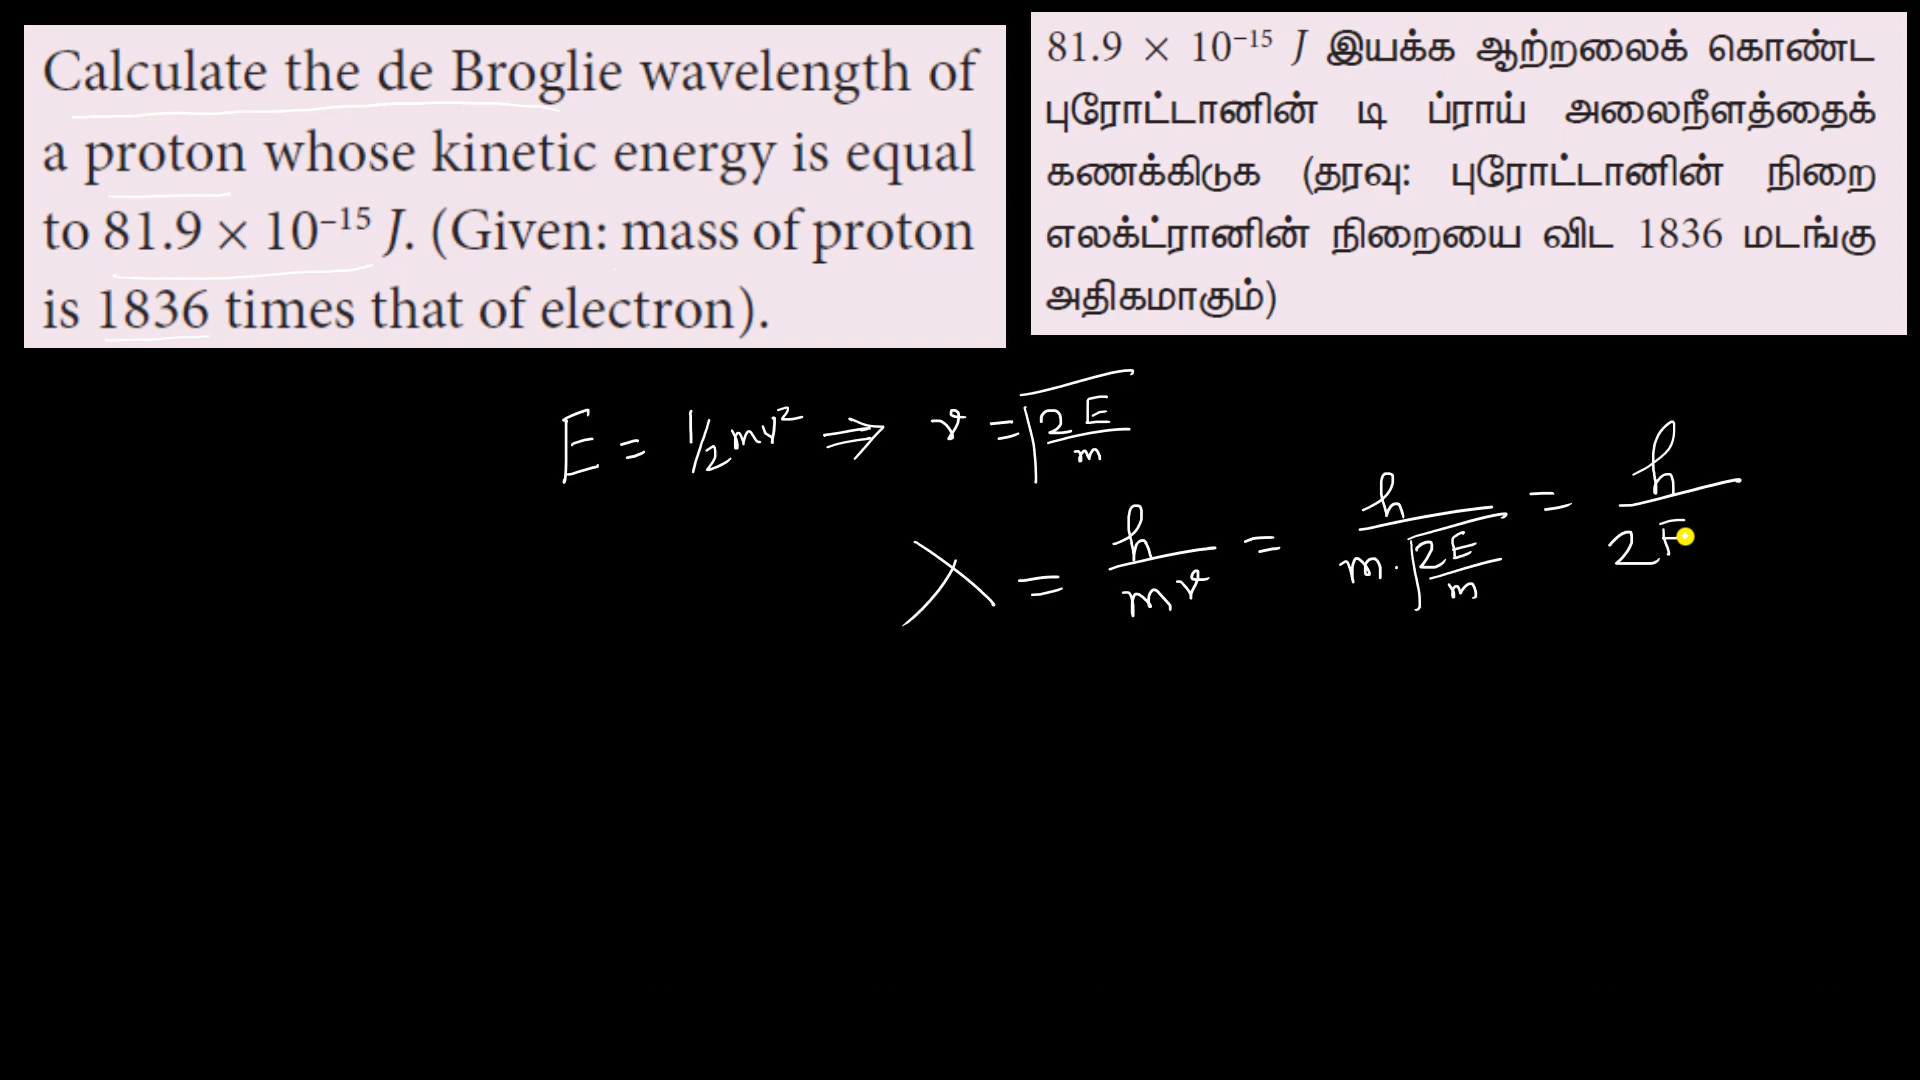 Calculate the de Broglie wavelength of
a proton whose kinetic energy is equal
to 81.9 × 10⁻¹⁵ J. (Given: mass of proton
is 1836 times that of electron).
81.9 × 10⁻¹⁵ J இயக்க ஆற்றலைக் கொண்ட
புரோட்டானின் டி ப்ராய் அலைநீளத்தைக்
கணக்கிடுக (தரவு: புரோட்டானின் நிறை
எலக்ட்ரானின் நிறையை விட 1836 மடங்கு
அதிகமாகும்)
E = 1/2 mv² ⇒ v = √(2E/m)
λ = h/mv = h/(m·√(2E/m)) = h/2E